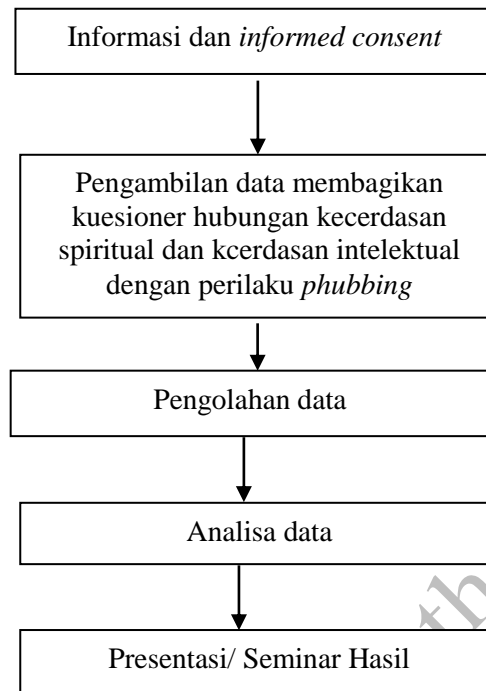 Informasi dan informed consent
Pengambilan data membagikan
kuesioner hubungan kecerdasan
spiritual dan kcerdasan intelektual
dengan perilaku phubbing
Pengolahan data
Analisa data
Presentasi/ Seminar Hasil
th